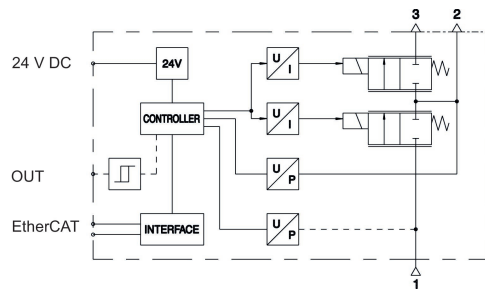 3 2
24 V DC
24V
U
I
CONTROLLER
U
I
OUT
U
P
EtherCAT
INTERFACE
U
P
1